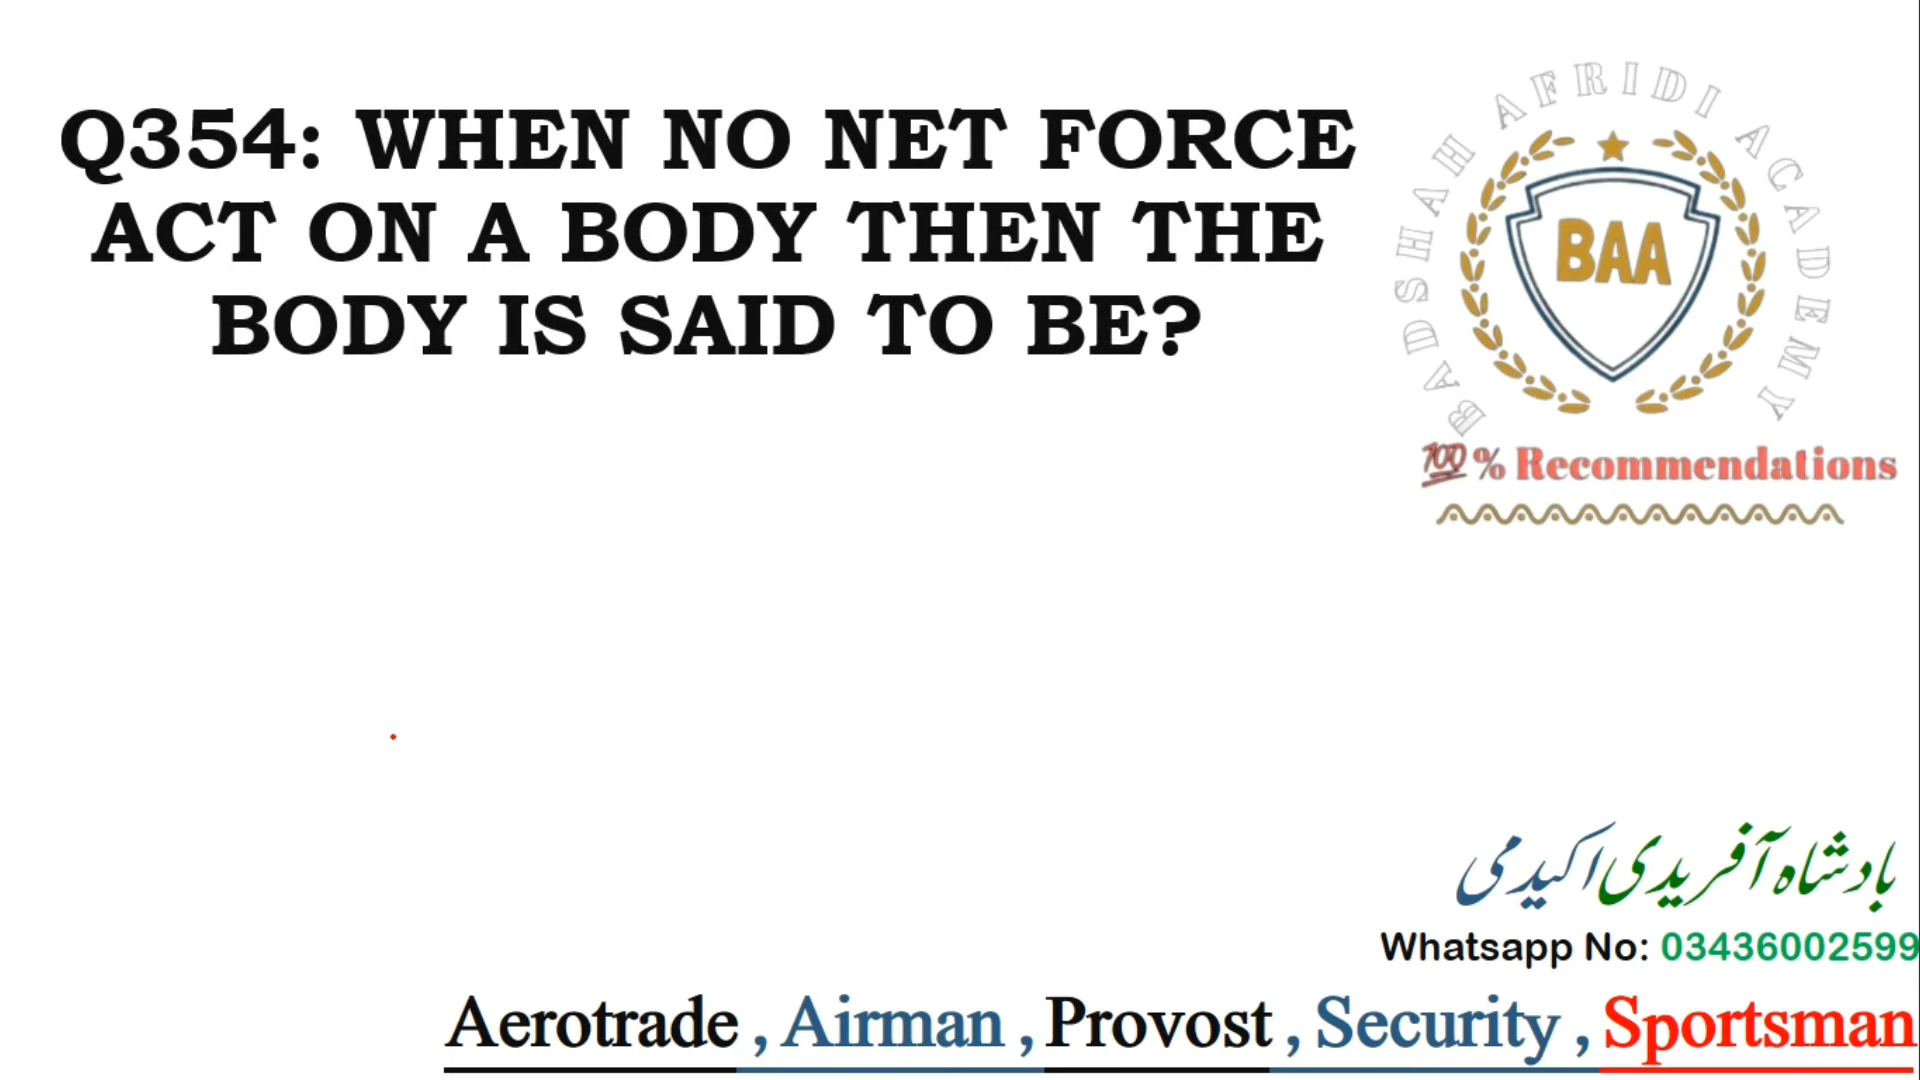 Q354: WHEN NO NET FORCE
ACT ON A BODY THEN THE
BODY IS SAID TO BE?
BADSHAH AFRIDI ACADEMY
BAA
💯% Recommendations
بادشاہ آفریدی اکیڈمی
Whatsapp No: 03436002599
Aerotrade , Airman , Provost , Security , Sportsman